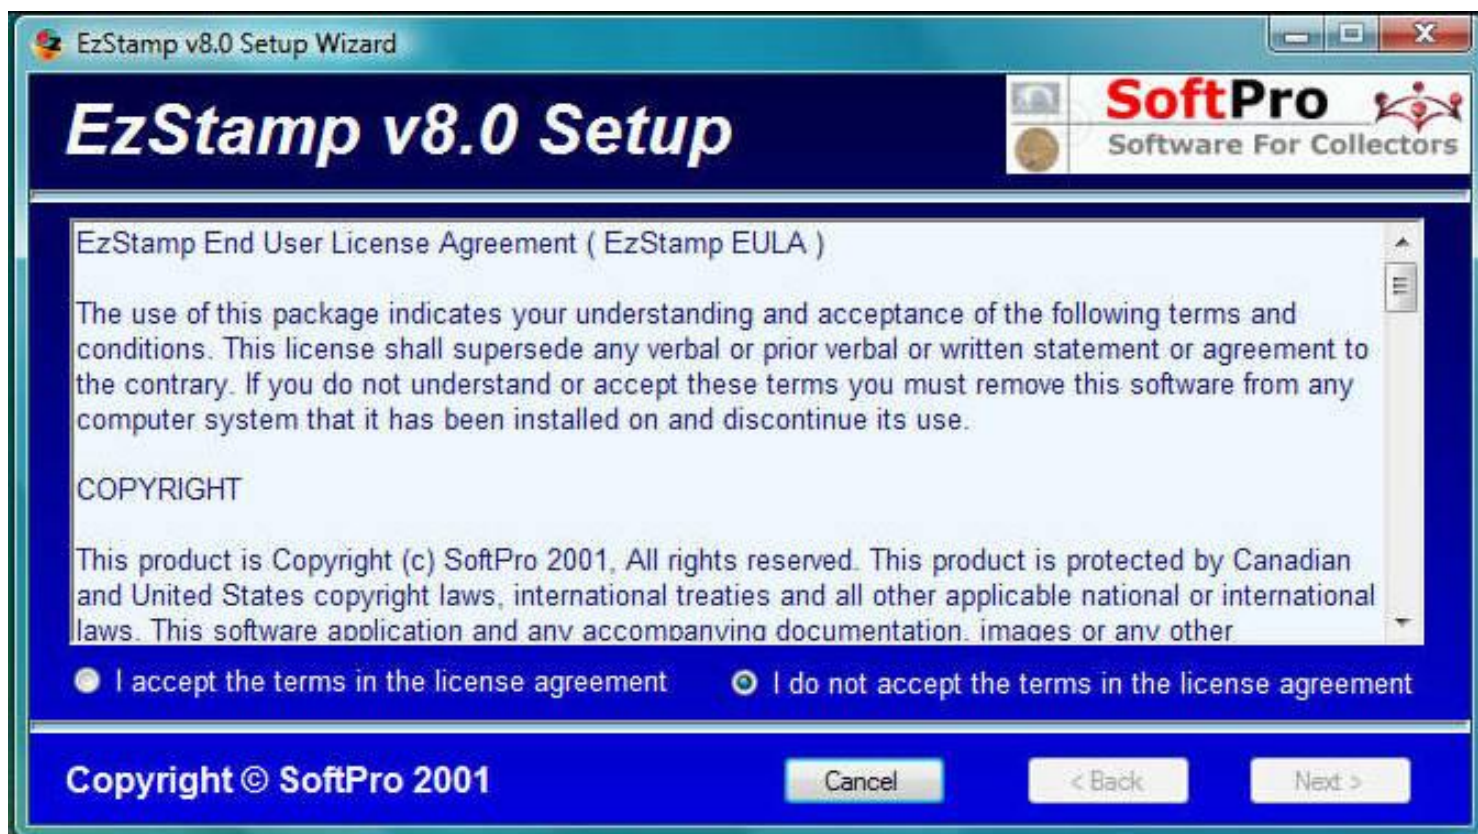 EzStamp v8.0 Setup Wizard
EzStamp v8.0 Setup
SoftPro
Software For Collectors
EzStamp End User License Agreement ( EzStamp EULA )
The use of this package indicates your understanding and acceptance of the following terms and
conditions. This license shall supersede any verbal or prior verbal or written statement or agreement to
the contrary. If you do not understand or accept these terms you must remove this software from any
computer system that it has been installed on and discontinue its use.
COPYRIGHT
This product is Copyright (c) SoftPro 2001, All rights reserved. This product is protected by Canadian
and United States copyright laws, international treaties and all other applicable national or international
laws. This software application and any accompanying documentation, images or any other
I accept the terms in the license agreement
I do not accept the terms in the license agreement
Copyright © SoftPro 2001
Cancel
< Back
Next >